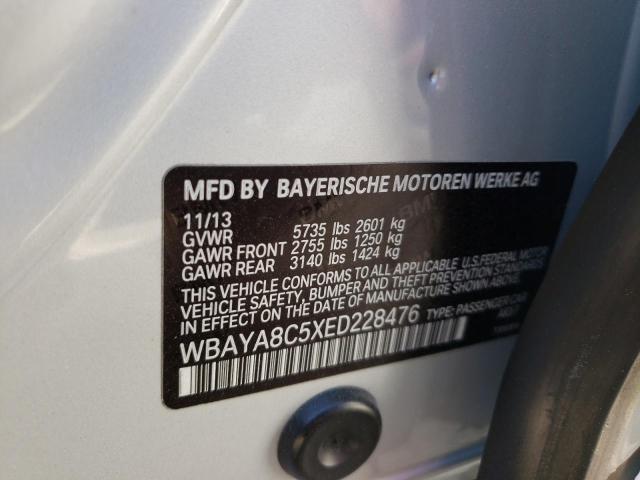 MFD BY BAYERISCHE MOTOREN WERKE AG
11/13
GVWR 5735 lbs 2601 kg
GAWR FRONT 2755 lbs 1250 kg
GAWR REAR 3140 lbs 1424 kg
THIS VEHICLE CONFORMS TO ALL APPLICABLE U.S. FEDERAL MOTOR
VEHICLE SAFETY, BUMPER AND THEFT PREVENTION STANDARDS
IN EFFECT ON THE DATE OF MANUFACTURE SHOWN ABOVE.
WBAYA8C5XED228476 TYPE: PASSENGER CAR